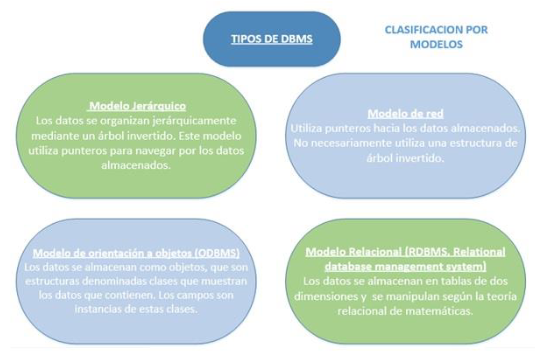 TIPOS DE DBMS
CLASIFICACION POR
MODELOS
Modelo Jerárquico
Los datos se organizan jerárquicamente
mediante un árbol invertido. Este modelo
utiliza punteros para navegar por los datos
almacenados.
Modelo de red
Utiliza punteros hacia los datos almacenados.
No necesariamente utiliza una estructura de
árbol invertido.
Modelo de orientación a objetos (ODBMS)
Los datos se almacenan como objetos, que son
estructuras denominadas clases que muestran
los datos que contienen. Los campos son
instancias de estas clases.
Modelo Relacional (RDBMS, Relational
database management system)
Los datos se almacenan en tablas de dos
dimensiones y se manipulan según la teoría
relacional de matemáticas.